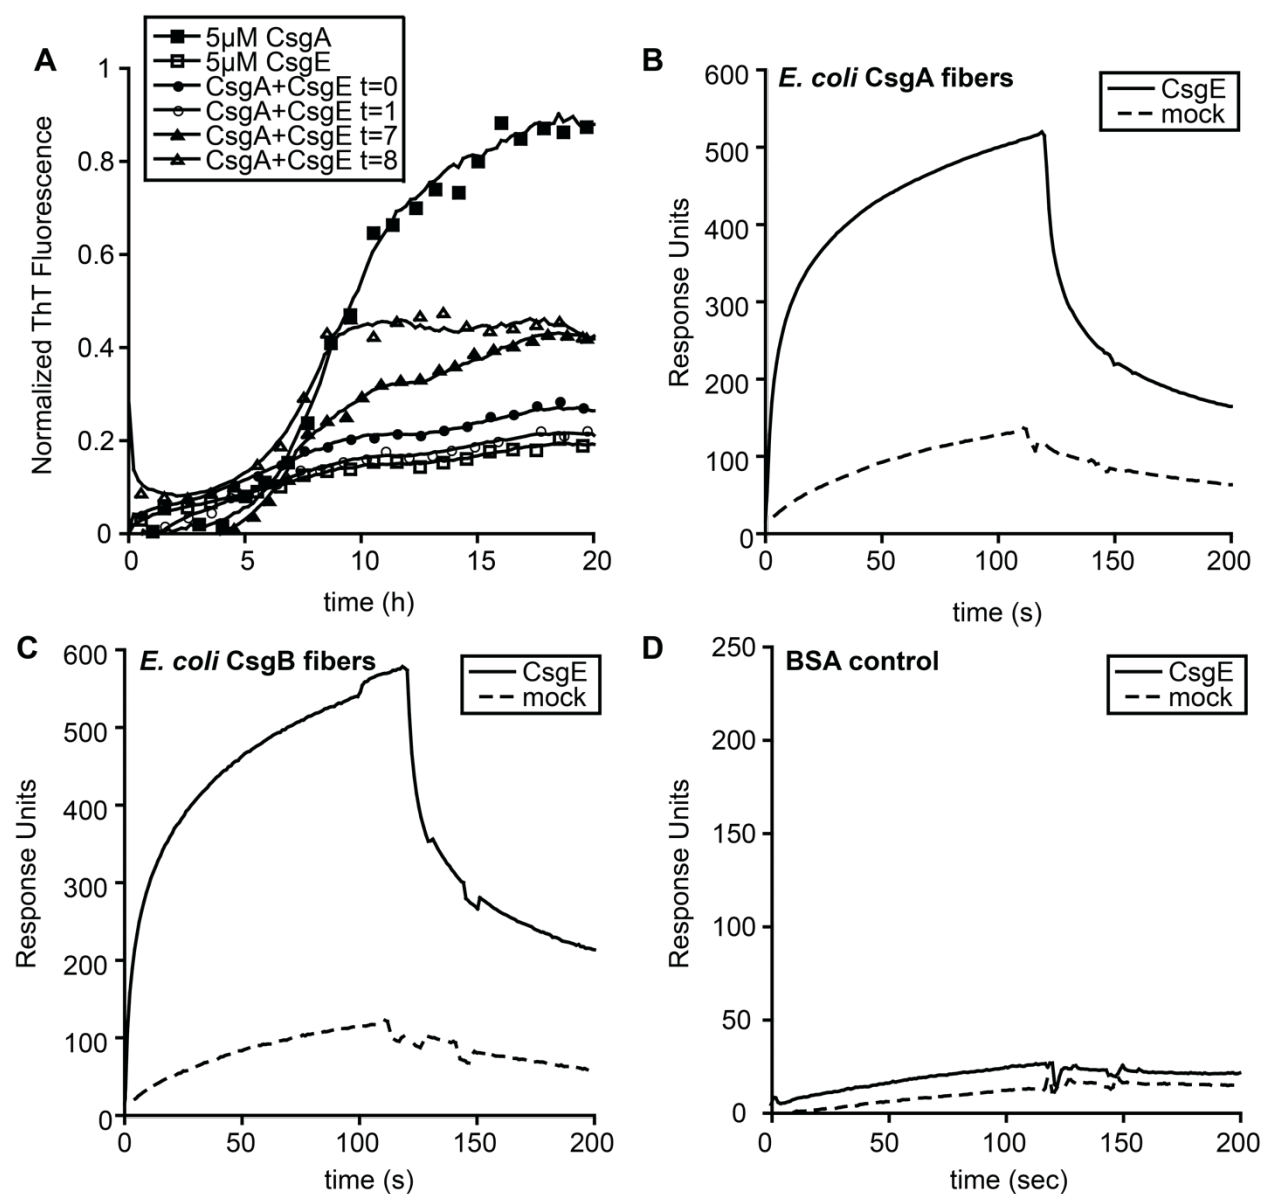 A
5μM CsgA
5μM CsgE
CsgA+CsgE t=0
CsgA+CsgE t=1
CsgA+CsgE t=7
CsgA+CsgE t=8
Normalized ThT Fluorescence
1
0.8
0.6
0.4
0.2
0
0 5 10 15 20
time (h)
B
E. coli CsgA fibers
CsgE
mock
Response Units
600
500
400
300
200
100
0
0 50 100 150 200
time (s)
C
E. coli CsgB fibers
CsgE
mock
Response Units
600
500
400
300
200
100
0
0 50 100 150 200
time (s)
D
BSA control
CsgE
mock
Response Units
250
200
150
100
50
0
0 50 100 150 200
time (sec)